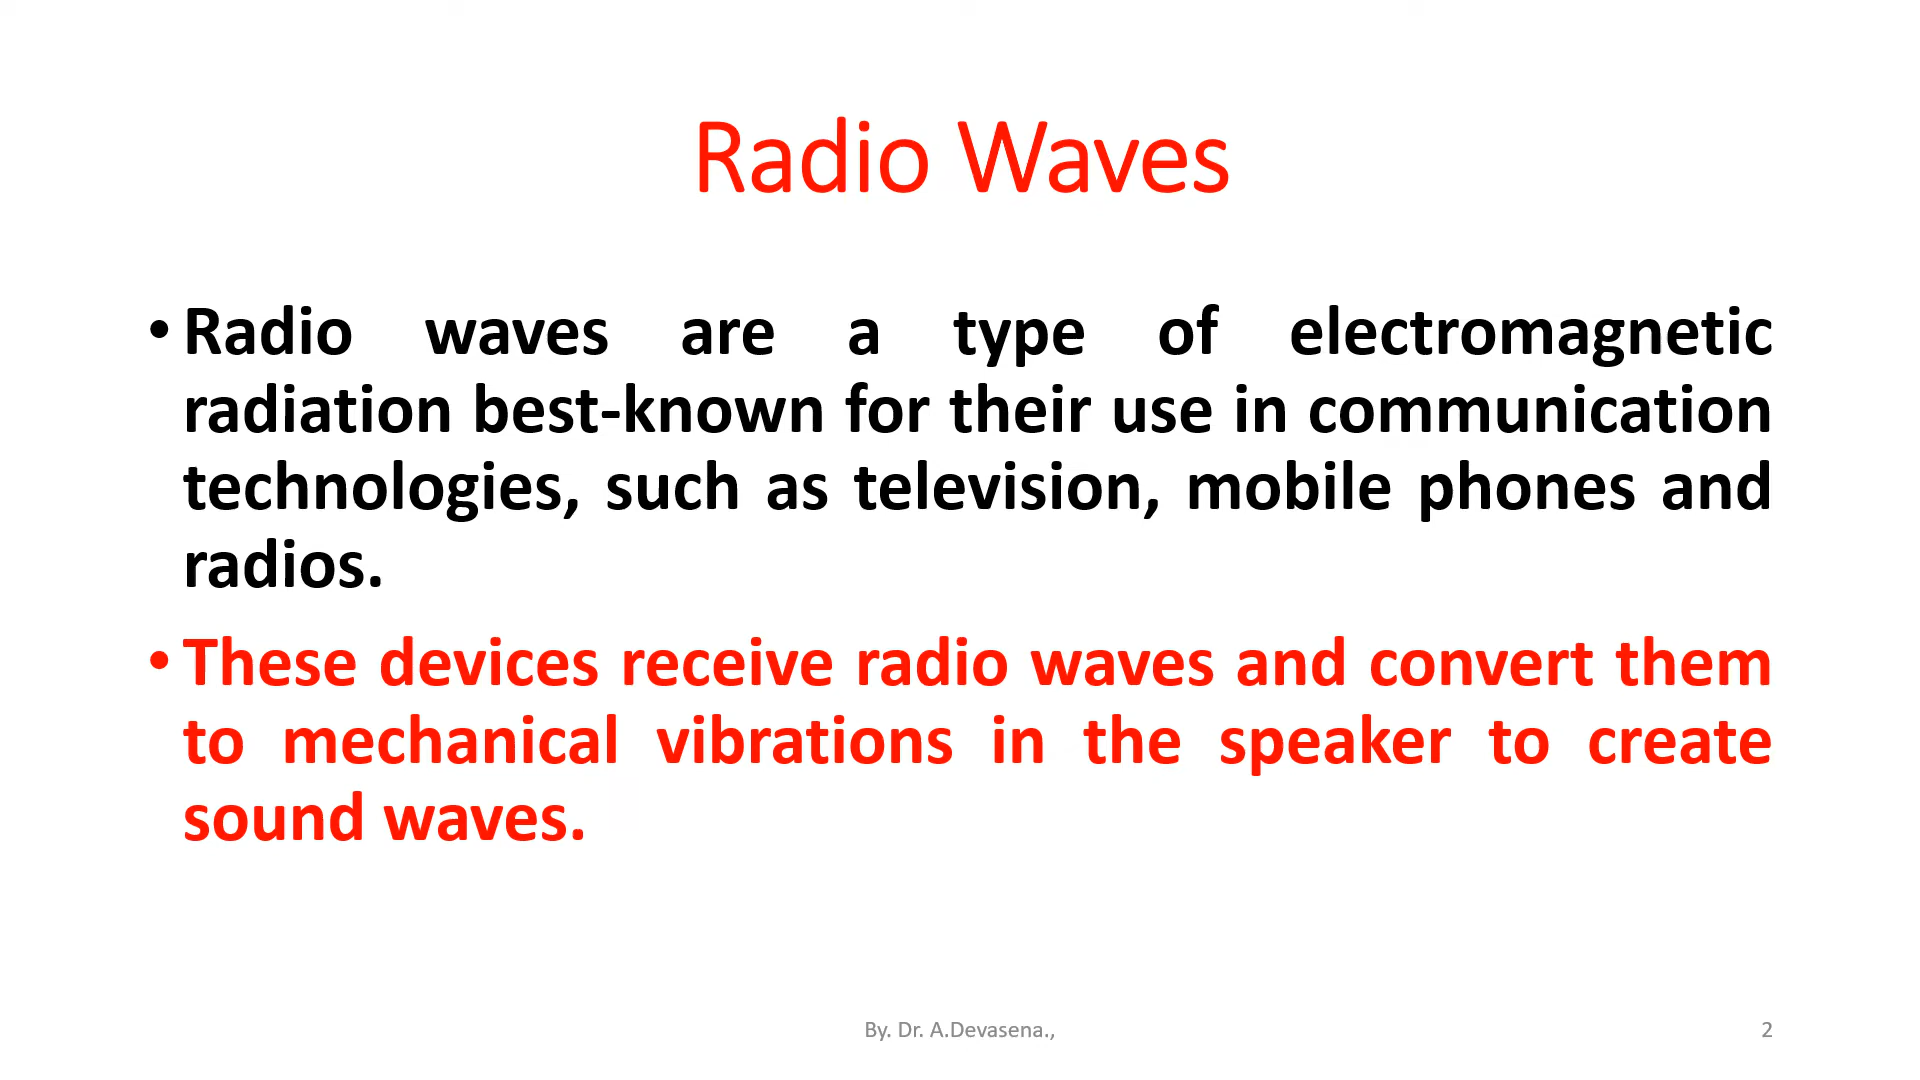 Radio Waves
• Radio waves are a type of electromagnetic
radiation best-known for their use in communication
technologies, such as television, mobile phones and
radios.
• These devices receive radio waves and convert them
to mechanical vibrations in the speaker to create
sound waves.
By. Dr. A.Devasena.,
2